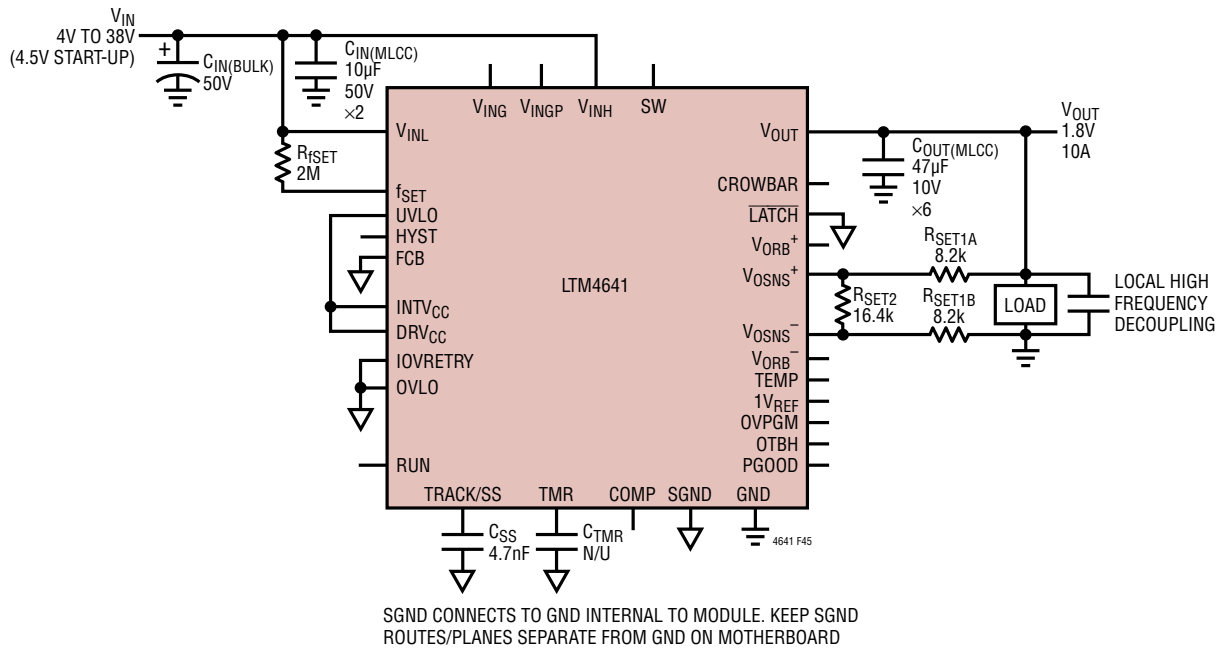 VIN
4V TO 38V
(4.5V START-UP)
+
CIN(BULK)
50V
CIN(MLCC)
10µF
50V
×2
RfSET
2M
VING
VINGP
VINH
SW
VINL
fSET
UVLO
HYST
FCB
INTVCC
DRVCC
IOVRETRY
OVLO
RUN
TRACK/SS
TMR
COMP
SGND
GND
LTM4641
VOUT
CROWBAR
LATCH
VORB+
VOSNS+
VOSNS–
VORB–
TEMP
1VREF
OVPGM
OTBH
PGOOD
COUT(MLCC)
47µF
10V
×6
VOUT
1.8V
10A
RSET1A
8.2k
RSET2
16.4k
RSET1B
8.2k
LOAD
LOCAL HIGH
FREQUENCY
DECOUPLING
CSS
4.7nF
CTMR
N/U
4641 F45
SGND CONNECTS TO GND INTERNAL TO MODULE. KEEP SGND
ROUTES/PLANES SEPARATE FROM GND ON MOTHERBOARD